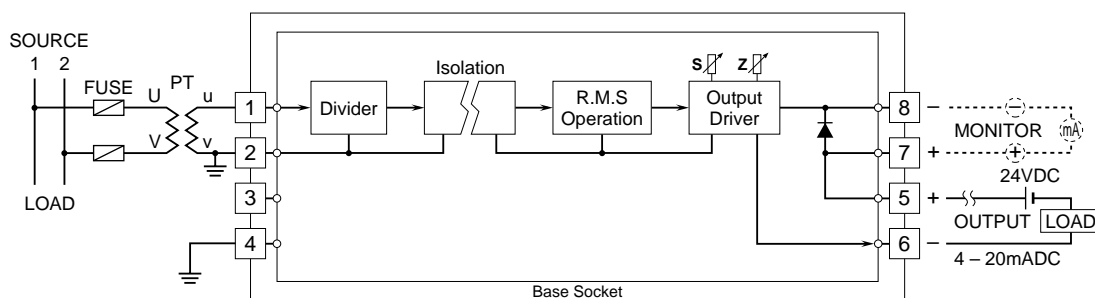 SOURCE
1 2
FUSE
PT
U
u
V
v
LOAD
1
2
3
4
Divider
Isolation
R.M.S
Operation
S
Z
Output
Driver
8
7
5
6
−
−
MONITOR
mA
+
+
24VDC
+
OUTPUT
LOAD
−
4 – 20mADC
Base Socket